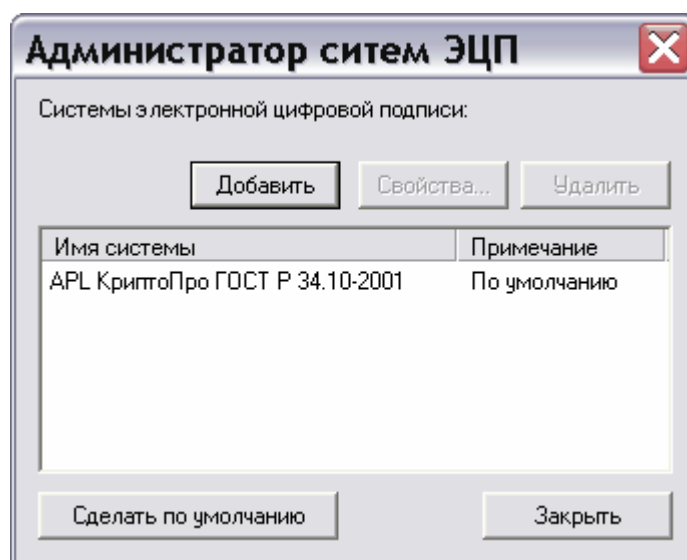 Администратор ситем ЭЦП
Системы электронной цифровой подписи:
Добавить Свойства... Удалить
Имя системы Примечание
APL КриптоПро ГОСТ Р 34.10-2001 По умолчанию
Сделать по умолчанию Закрыть